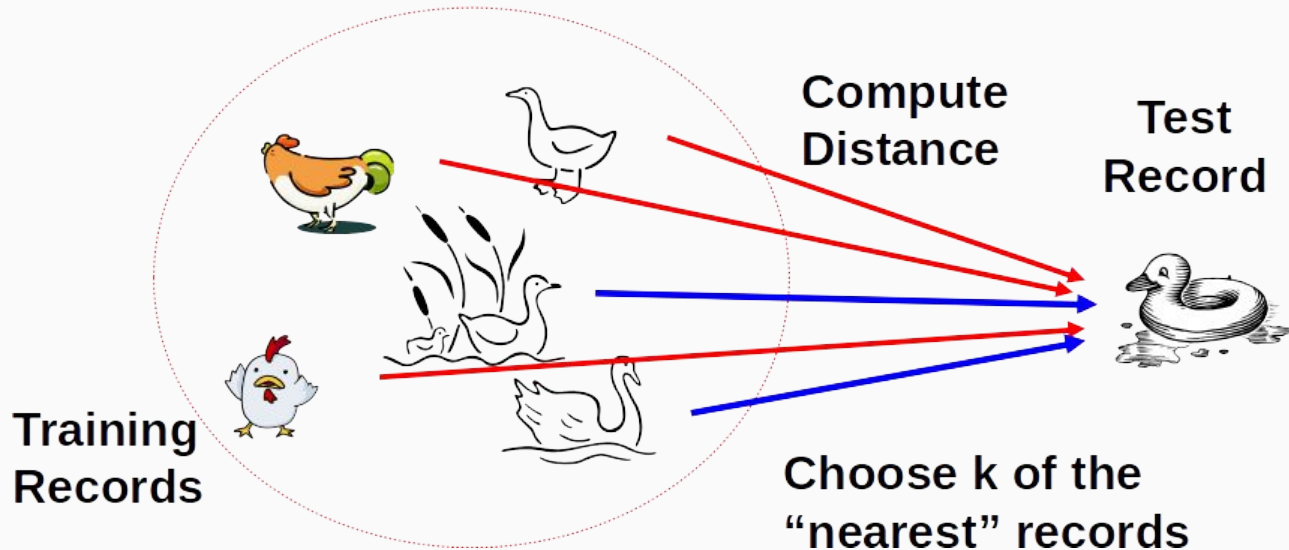 Compute
Distance
Test
Record
Training
Records
Choose k of the
“nearest” records